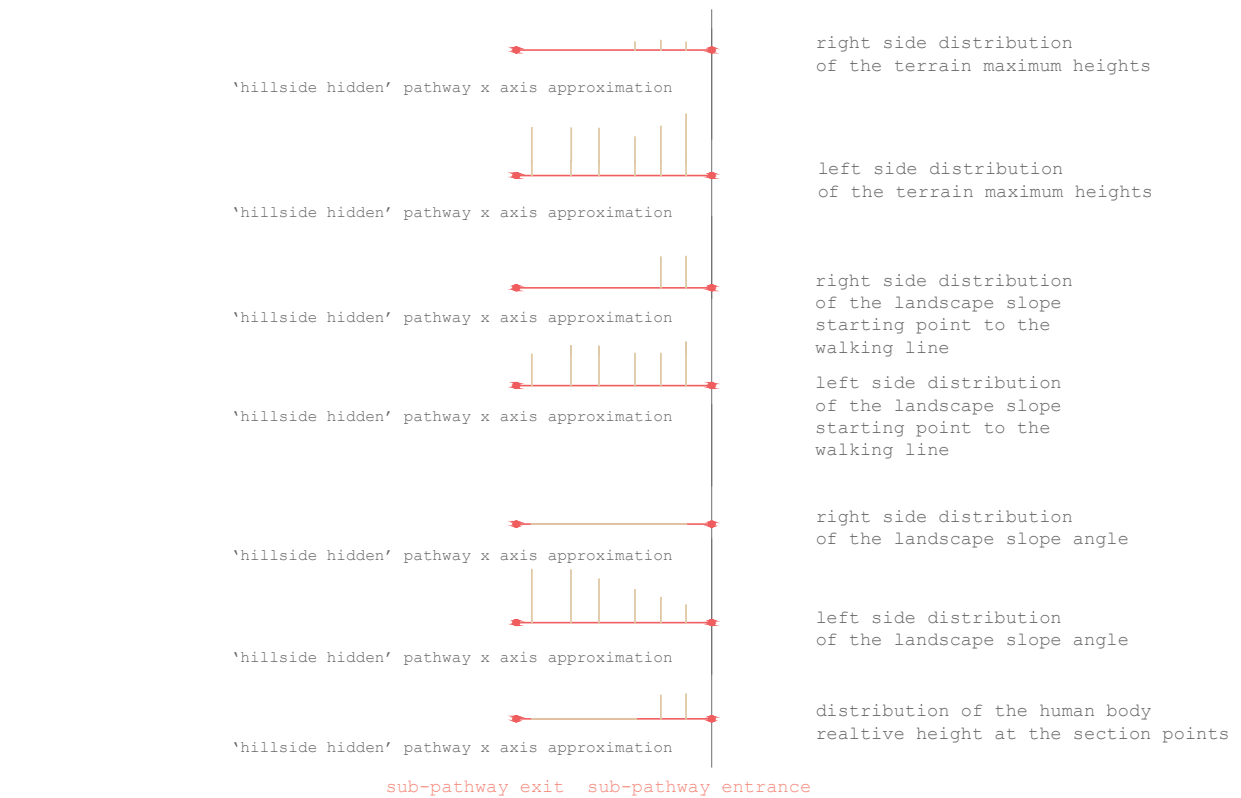 right side distribution
of the terrain maximum heights
‘hillside hidden’ pathway x axis approximation
left side distribution
of the terrain maximum heights
‘hillside hidden’ pathway x axis approximation
right side distribution
of the landscape slope
starting point to the
walking line
‘hillside hidden’ pathway x axis approximation
left side distribution
of the landscape slope
starting point to the
walking line
‘hillside hidden’ pathway x axis approximation
right side distribution
of the landscape slope angle
‘hillside hidden’ pathway x axis approximation
left side distribution
of the landscape slope angle
‘hillside hidden’ pathway x axis approximation
distribution of the human body
realtive height at the section points
‘hillside hidden’ pathway x axis approximation
sub-pathway exit sub-pathway entrance